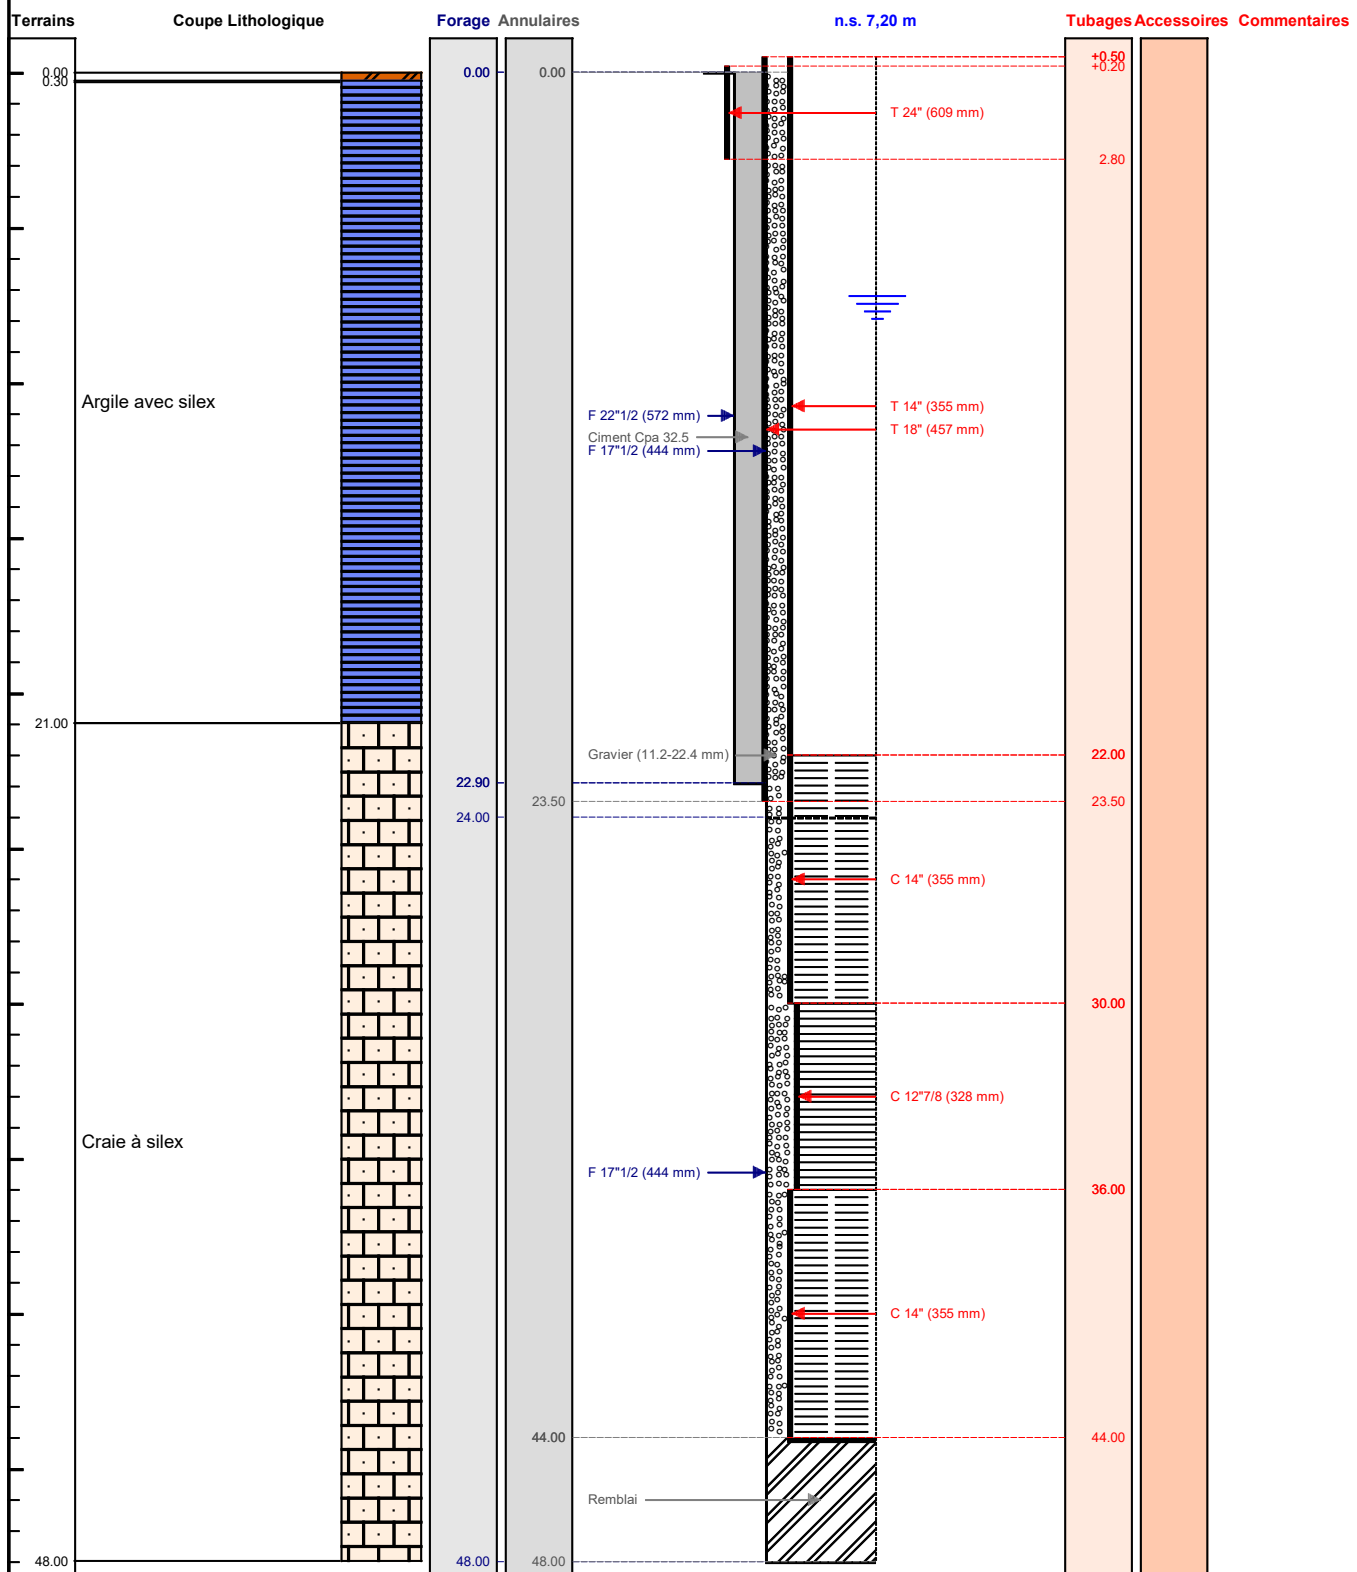 Terrains Coupe Lithologique Forage Annulaires n.s. 7,20 m Tubages Accessoires Commentaires
+0.50
+0.20
0.00 0.00 0.00
0.30
T 24" (609 mm)
2.80
Argile avec silex
T 14" (355 mm)
F 22"1/2 (572 mm)
T 18" (457 mm)
Ciment Cpa 32.5
F 17"1/2 (444 mm)
21.00
Gravier (11.2-22.4 mm) 22.00
22.90
23.50 23.50
24.00
C 14" (355 mm)
30.00
C 12"7/8 (328 mm)
Craie à silex
F 17"1/2 (444 mm)
36.00
C 14" (355 mm)
44.00 44.00
Remblai
48.00 48.00 48.00